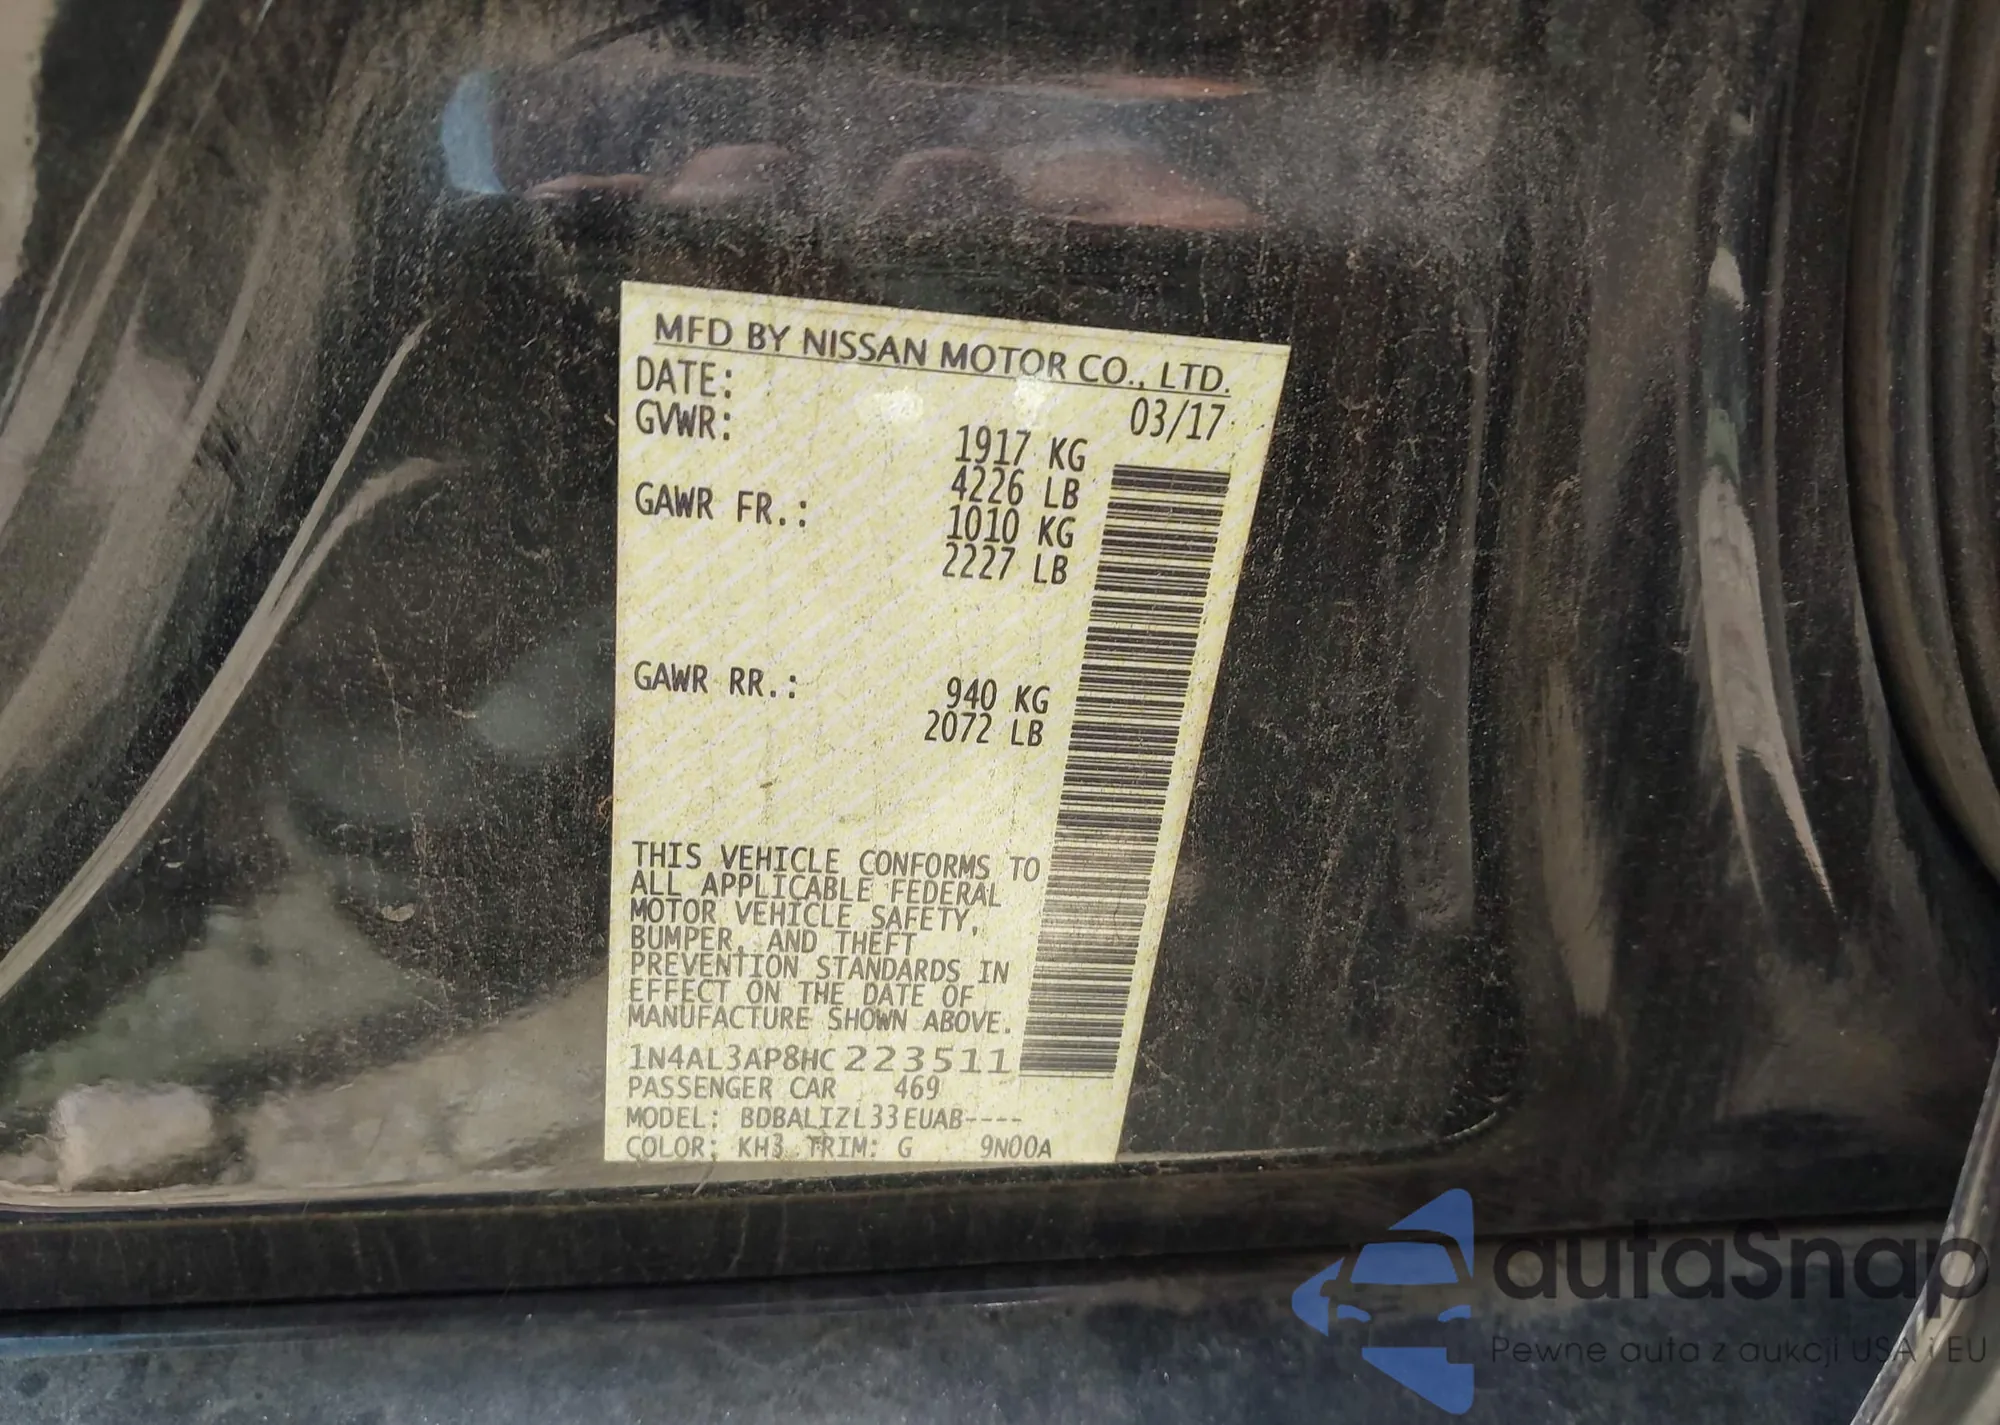 MFD BY NISSAN MOTOR CO., LTD.
DATE: 03/17
GVWR: 1917 KG
4226 LB
GAWR FR.: 1010 KG
2227 LB
GAWR RR.: 940 KG
2072 LB
THIS VEHICLE CONFORMS TO
ALL APPLICABLE FEDERAL
MOTOR VEHICLE SAFETY,
BUMPER, AND THEFT
PREVENTION STANDARDS IN
EFFECT ON THE DATE OF
MANUFACTURE SHOWN ABOVE.
1N4AL3AP8HC223511
PASSENGER CAR 469
MODEL: BDBALIZL33EUAB----
COLOR: KH3 TRIM: G 9N00A
autaSnap
Pewne auta z aukcji USA i EU